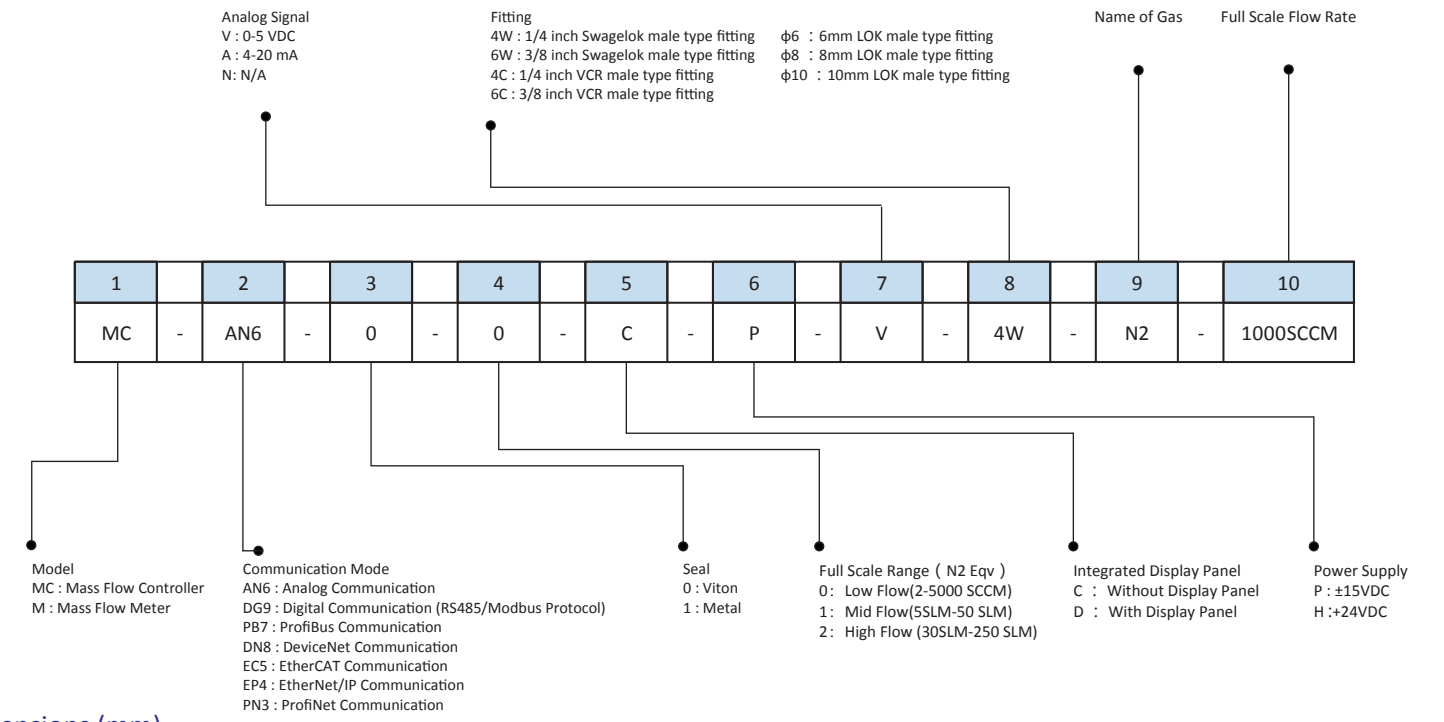 Analog Signal
V : 0-5 VDC
A : 4-20 mA
N: N/A
Fitting
4W : 1/4 inch Swagelok male type fitting
6W : 3/8 inch Swagelok male type fitting
4C : 1/4 inch VCR male type fitting
6C : 3/8 inch VCR male type fitting
ϕ6 : 6mm LOK male type fitting
ϕ8 : 8mm LOK male type fitting
ϕ10 : 10mm LOK male type fitting
Name of Gas
Full Scale Flow Rate
1 2 3 4 5 6 7 8 9 10
MC - AN6 - 0 - 0 - C - P - V - 4W - N2 - 1000SCCM
Model
MC : Mass Flow Controller
M : Mass Flow Meter
Communication Mode
AN6 : Analog Communication
DG9 : Digital Communication (RS485/Modbus Protocol)
PB7 : ProfiBus Communication
DN8 : DeviceNet Communication
EC5 : EtherCAT Communication
EP4 : EtherNet/IP Communication
PN3 : ProfiNet Communication
Seal
0 : Viton
1 : Metal
Full Scale Range ( N2 Eqv )
0: Low Flow(2-5000 SCCM)
1: Mid Flow(5SLM-50 SLM)
2: High Flow (30SLM-250 SLM)
Integrated Display Panel
C : Without Display Panel
D : With Display Panel
Power Supply
P : ±15VDC
H :+24VDC
(mm)